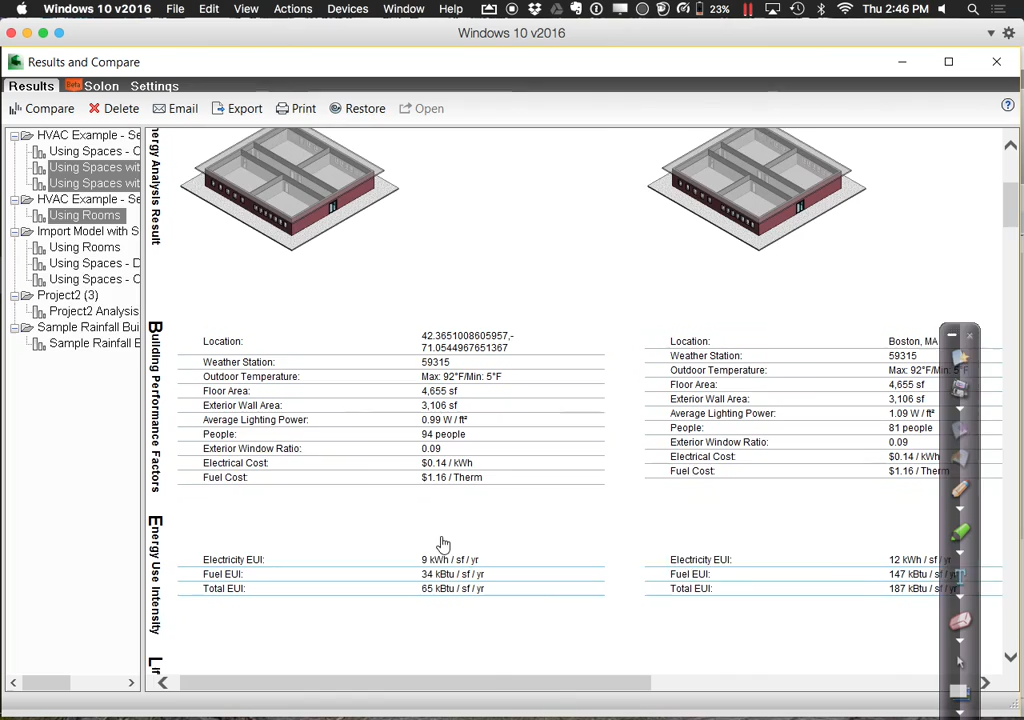 Windows 10 v2016 File Edit View Actions Devices Window Help 23% Thu 2:46 PM
Windows 10 v2016
Results and Compare
Results Beta Solon Settings
Compare Delete Email Export Print Restore Open
HVAC Example - Se
Using Spaces - C
Using Spaces wit
Using Spaces wit
HVAC Example - Se
Using Rooms
Import Model with S
Using Rooms
Using Spaces - D
Using Spaces - C
Project2 (3)
Project2 Analysis
Sample Rainfall Bui
Sample Rainfall E
nergy Analysis Result
Building Performance Factors
Location: 42.3651008605957,-
71.0544967651367
Weather Station: 59315
Outdoor Temperature: Max: 92°F/Min: 5°F
Floor Area: 4,655 sf
Exterior Wall Area: 3,106 sf
Average Lighting Power: 0.99 W / ft²
People: 94 people
Exterior Window Ratio: 0.09
Electrical Cost: $0.14 / kWh
Fuel Cost: $1.16 / Therm
Location: Boston, MA
Weather Station: 59315
Outdoor Temperature: Max: 92°F/Min: 5°F
Floor Area: 4,655 sf
Exterior Wall Area: 3,106 sf
Average Lighting Power: 1.09 W / ft²
People: 81 people
Exterior Window Ratio: 0.09
Electrical Cost: $0.14 / kWh
Fuel Cost: $1.16 / Therm
Energy Use Intensity
Electricity EUI: 9 kWh / sf / yr
Fuel EUI: 34 kBtu / sf / yr
Total EUI: 65 kBtu / sf / yr
Electricity EUI: 12 kWh / sf / yr
Fuel EUI: 147 kBtu / sf / yr
Total EUI: 187 kBtu / sf / yr